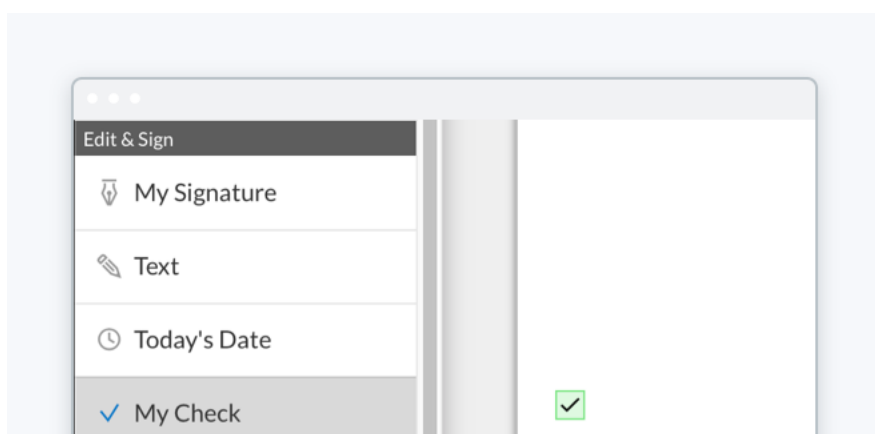 Edit & Sign
My Signature
Text
Today's Date
My Check